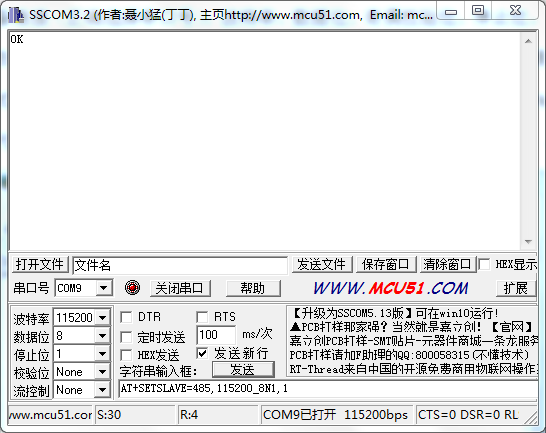 SSCOM3.2 (作者:聂小猛(丁丁), 主页http://www.mcu51.com, Email: mc...
OK
打开文件 文件名 发送文件 保存窗口 清除窗口 HEX显示
串口号 COM9 关闭串口 帮助 WWW.MCU51.COM 扩展
波特率 115200 DTR RTS
数据位 8 定时发送 100 ms/次
停止位 1 HEX发送 发送新行
校验位 None 字符串输入框: 发送
流控制 None AT+SETSLAVE=485,115200_8N1,1
【升级为SSCOM5.13版】可在win10运行!
▲PCB打样那家强? 当然就是嘉立创! 【官网】
嘉立创PCB打样-SMT贴片-元器件商城一条龙服务
PCB打样请加F助理的QQ:800058315(不懂技术)
RT-Thread来自中国的开源免费商用物联网操作
www.mcu51.cor S:30 R:4 COM9已打开 115200bps CTS=0 DSR=0 RL